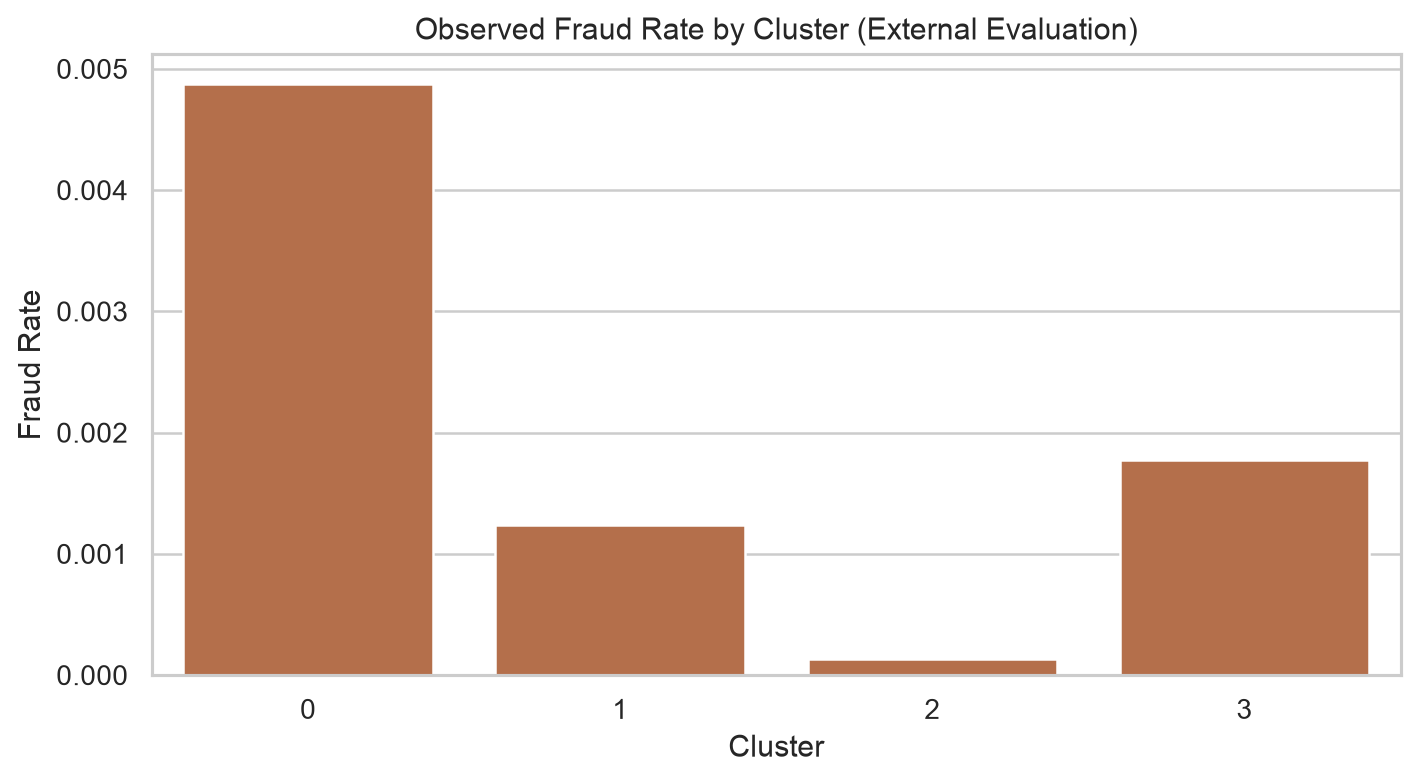 Observed Fraud Rate by Cluster (External Evaluation)
0.005
0.004
0.003
0.002
0.001
0.000
Fraud Rate
0 1 2 3
Cluster